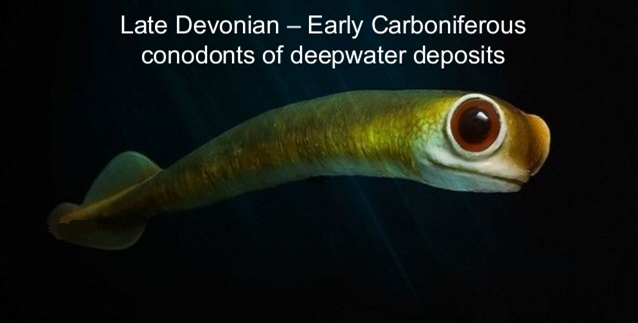 Late Devonian – Early Carboniferous
conodonts of deepwater deposits